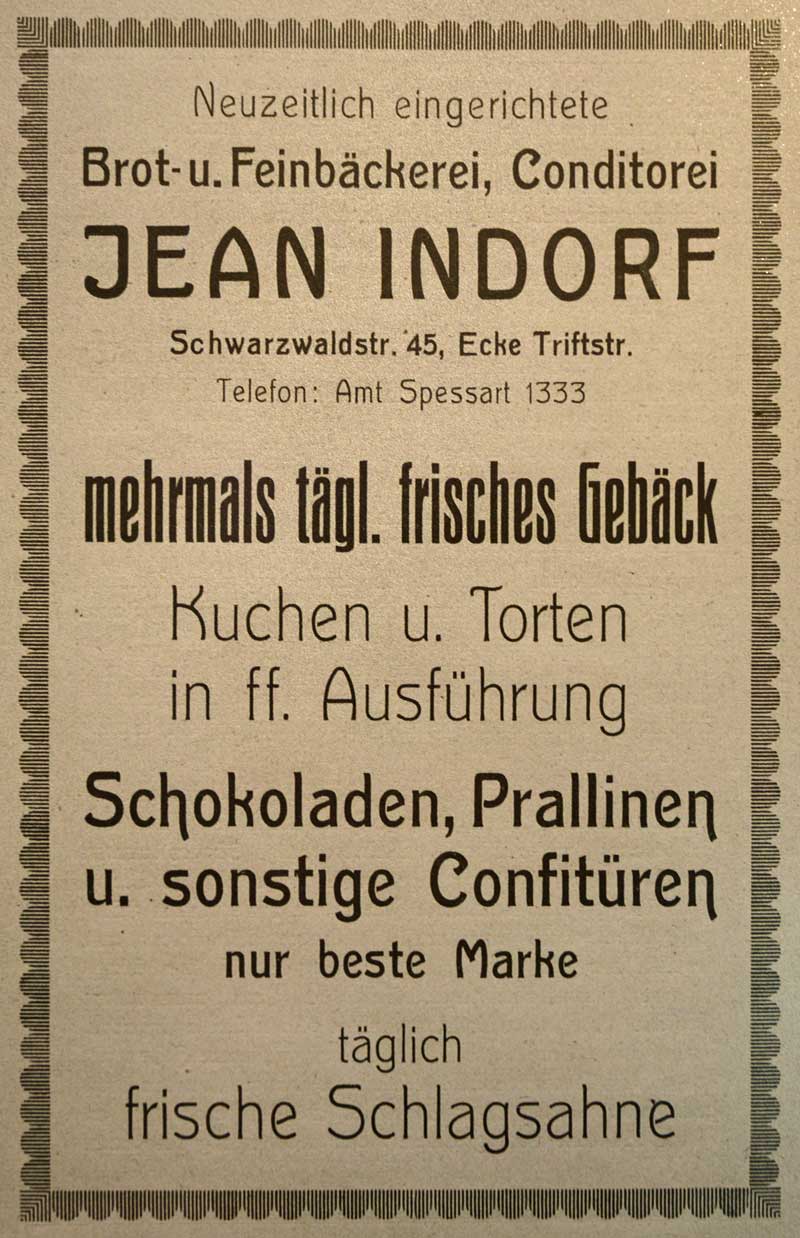 Neuzeitlich eingerichtete
Brot- u. Feinbäckerei, Conditorei
JEAN INDORF
Schwarzwaldstr. 45, Ecke Triftstr.
Telefon: Amt Spessart 1333
mehrmals tägl. frisches Gebäck
Kuchen u. Torten
in ff. Ausführung
Schokoladen, Prallinen
u. sonstige Confitüren
nur beste Marke
täglich
frische Schlagsahne